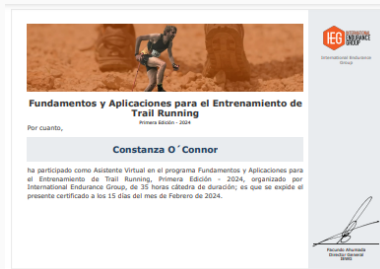 IEG INTERNATIONAL ENDURANCE GROUP
International Endurance
Group
Fundamentos y Aplicaciones para el Entrenamiento de
Trail Running
Primera Edición - 2024
Por cuanto,
Constanza O´Connor
ha participado como Asistente Virtual en el programa Fundamentos y Aplicaciones para
el Entrenamiento de Trail Running, Primera Edición - 2024, organizado por
International Endurance Group, de 35 horas cátedra de duración; es que se expide el
presente certificado a los 15 días del mes de Febrero de 2024.
Facundo Ahumada
Director General